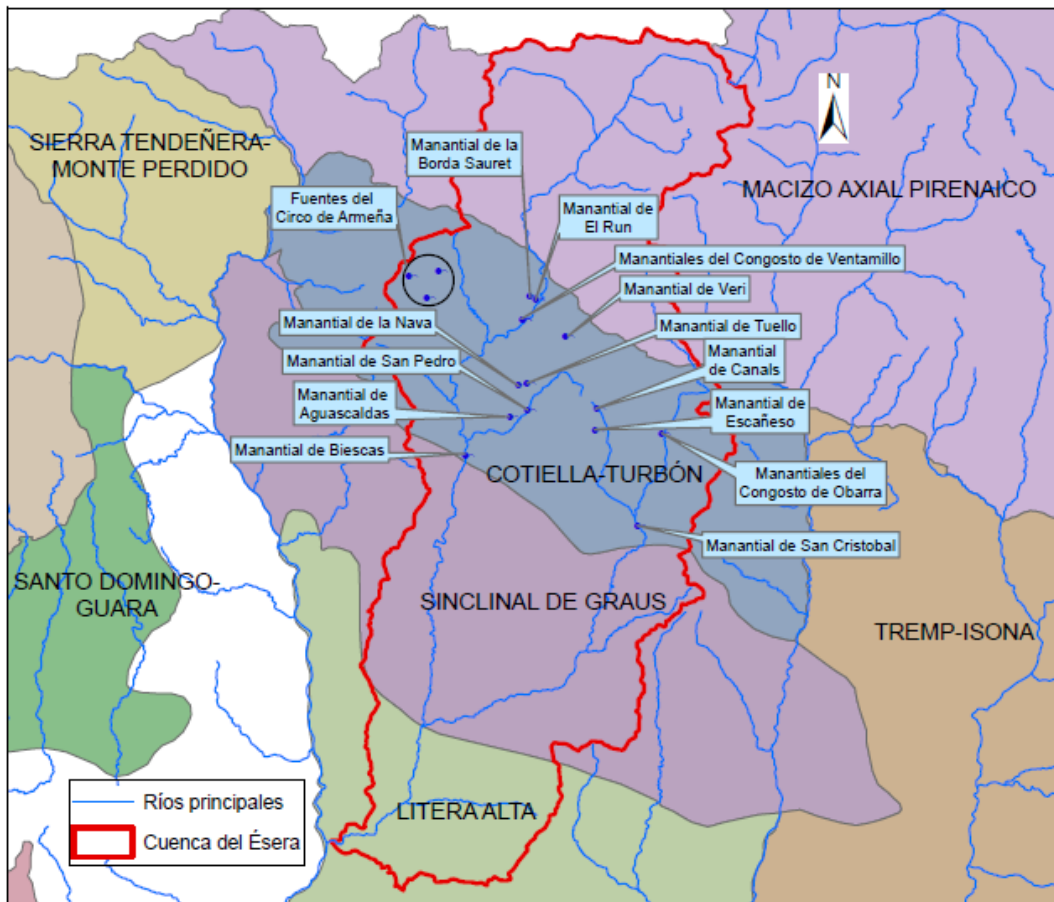 N
SIERRA TENDEÑERA-
MONTE PERDIDO
Manantial de la
Borda Sauret
MACIZO AXIAL PIRENAICO
Fuentes del
Circo de Armeña
Manantial de
El Run
Manantiales del Congosto de Ventamillo
Manantial de Veri
Manantial de la Nava
Manantial de Tuello
Manantial de San Pedro
Manantial
de Canals
Manantial de
Aguascaldas
Manantial de
Escañeso
Manantial de Biescas
COTIELLA-TURBÓN
Manantiales del
Congosto de Obarra
Manantial de San Cristobal
SANTO DOMINGO-
GUARA
SINCLINAL DE GRAUS
TREMP-ISONA
LITERA ALTA
Ríos principales
Cuenca del Ésera